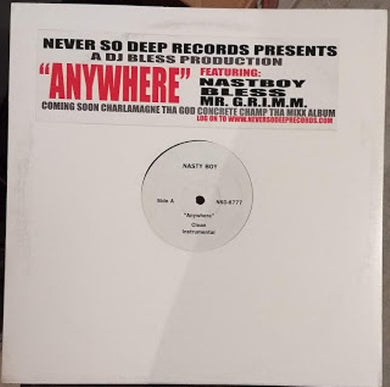 NEVER SO DEEP RECORDS PRESENTS
A DJ BLESS PRODUCTION
"ANYWHERE"
FEATURING:
NASTBOY
BLESS
MR. G.R.I.M.M.
COMING SOON CHARLAMAGNE THA GOD CONCRETE CHAMP THA MIXX ALBUM
LOG ON TO WWW.NEVERSODEEPRECORDS.COM
NASTY BOY
Side A NSD-6777
"Anywhere"
Clean
Instrumental